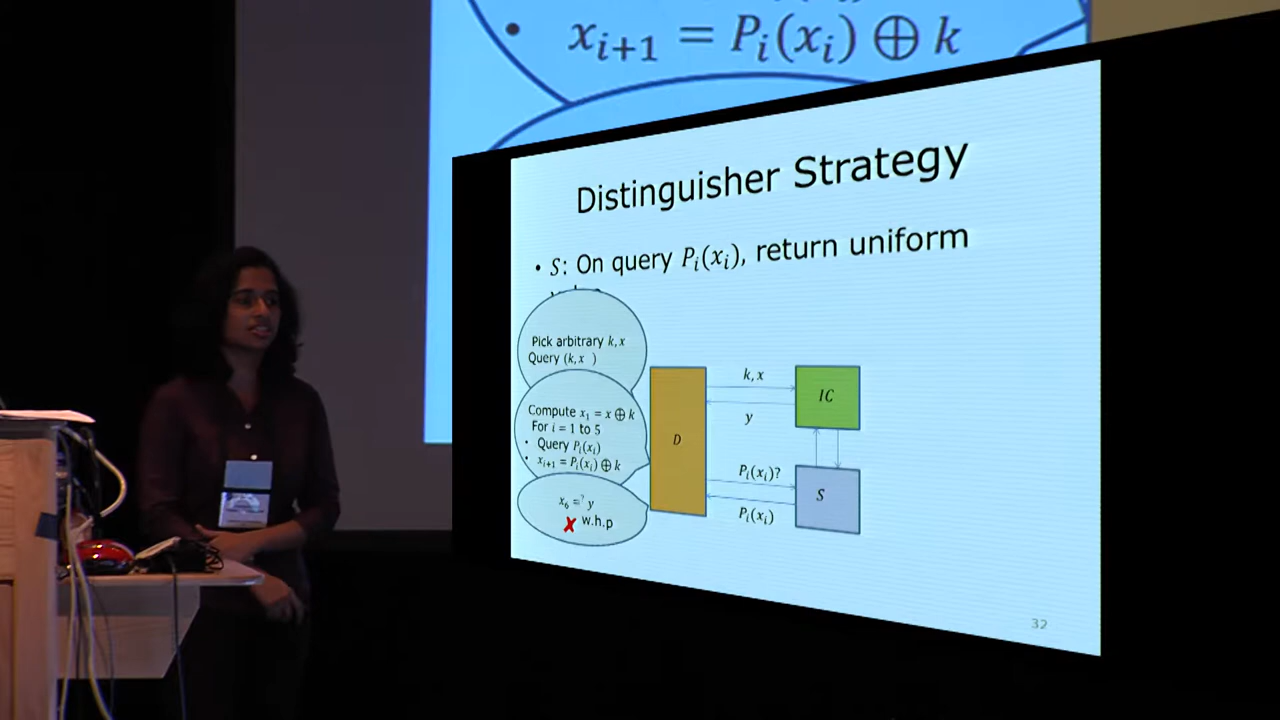 • x_{i+1} = P_i(x_i) ⊕ k
Distinguisher Strategy
• S: On query P_i(x_i), return uniform
Pick arbitrary k, x
Query (k, x )
Compute x_1 = x ⊕ k
For i = 1 to 5
• Query P_i(x_i)
• x_{i+1} = P_i(x_i) ⊕ k
x_6 =? y
✗ w.h.p
D
k, x
y
IC
P_i(x_i)?
P_i(x_i)
S
32